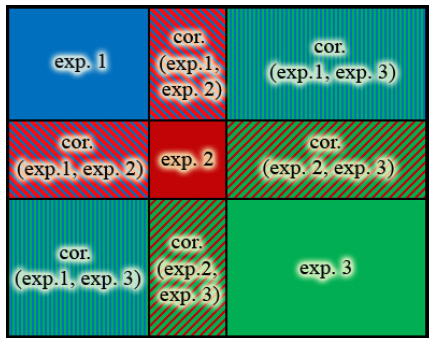 exp. 1
cor.
(exp.1,
exp. 2)
cor.
(exp.1, exp. 3)
cor.
(exp.1, exp. 2)
exp. 2
cor.
(exp. 2, exp. 3)
cor.
(exp.1, exp. 3)
cor.
(exp.2,
exp. 3)
exp. 3